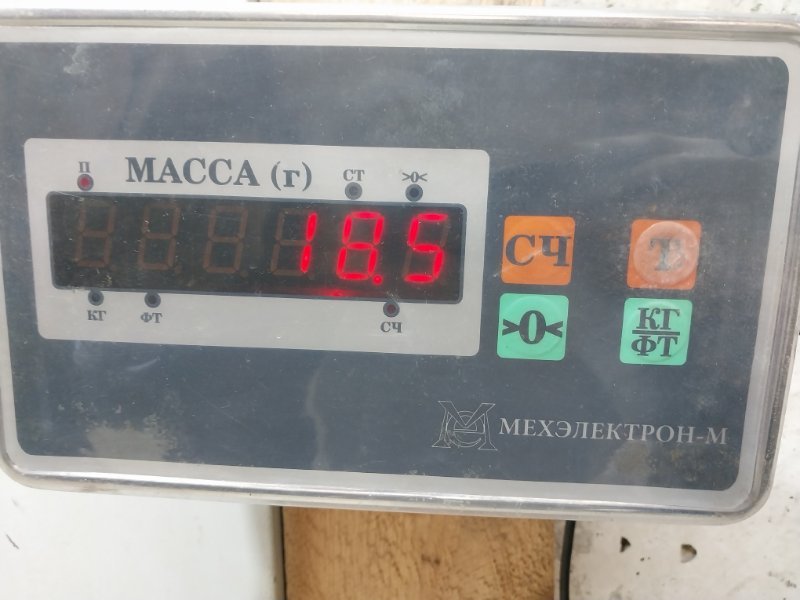 П
МАССА (г)
СТ
>0<
18.5
КГ
ФТ
СЧ
СЧ
Т
>0<
КГ
ФТ
МЕХЭЛЕКТРОН-М